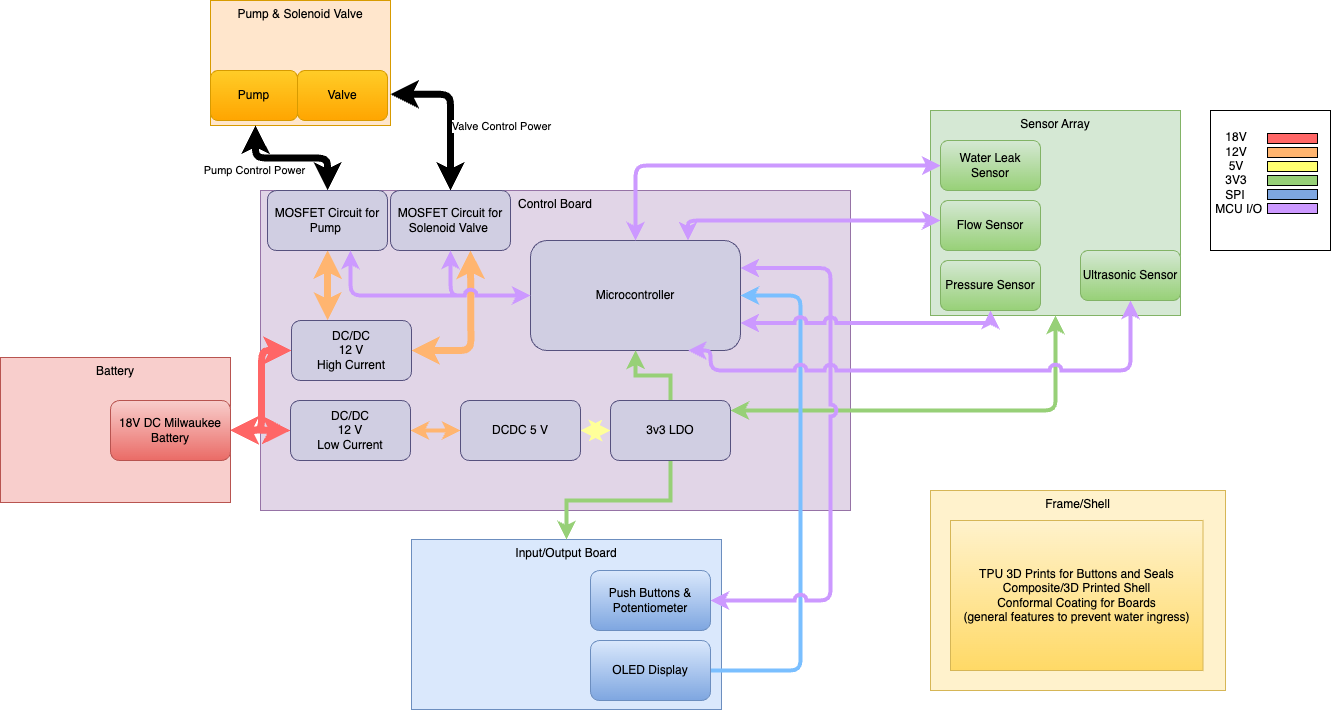 Pump & Solenoid Valve
Pump
Valve
Valve Control Power
Pump Control Power
MOSFET Circuit for
Pump
MOSFET Circuit for
Solenoid Valve
Control Board
Microcontroller
DC/DC
12 V
High Current
DC/DC
12 V
Low Current
DCDC 5 V
3v3 LDO
Battery
18V DC Milwaukee
Battery
Sensor Array
Water Leak
Sensor
Flow Sensor
Pressure Sensor
Ultrasonic Sensor
18V
12V
5V
3V3
SPI
MCU I/O
Input/Output Board
Push Buttons &
Potentiometer
OLED Display
Frame/Shell
TPU 3D Prints for Buttons and Seals
Composite/3D Printed Shell
Conformal Coating for Boards
(general features to prevent water ingress)